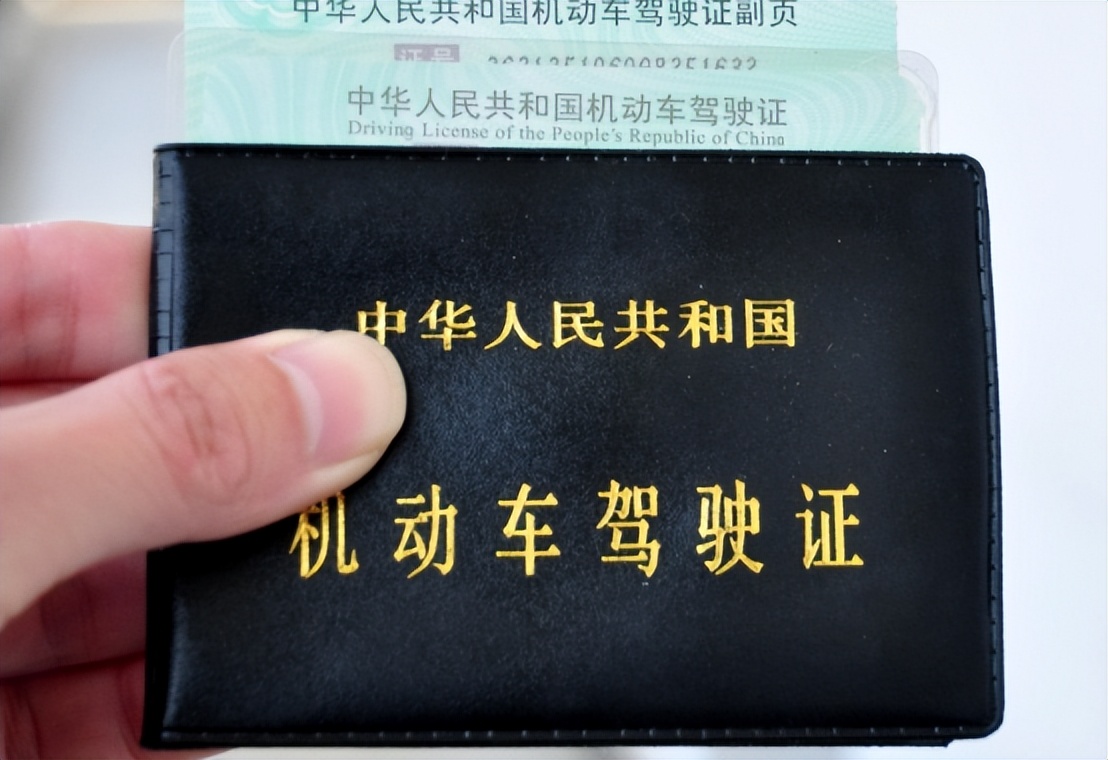 中华人民共和国机动车驾驶证副页
证号
中华人民共和国机动车驾驶证
Driving License of the People's Republic of China
中华人民共和国
机动车驾驶证